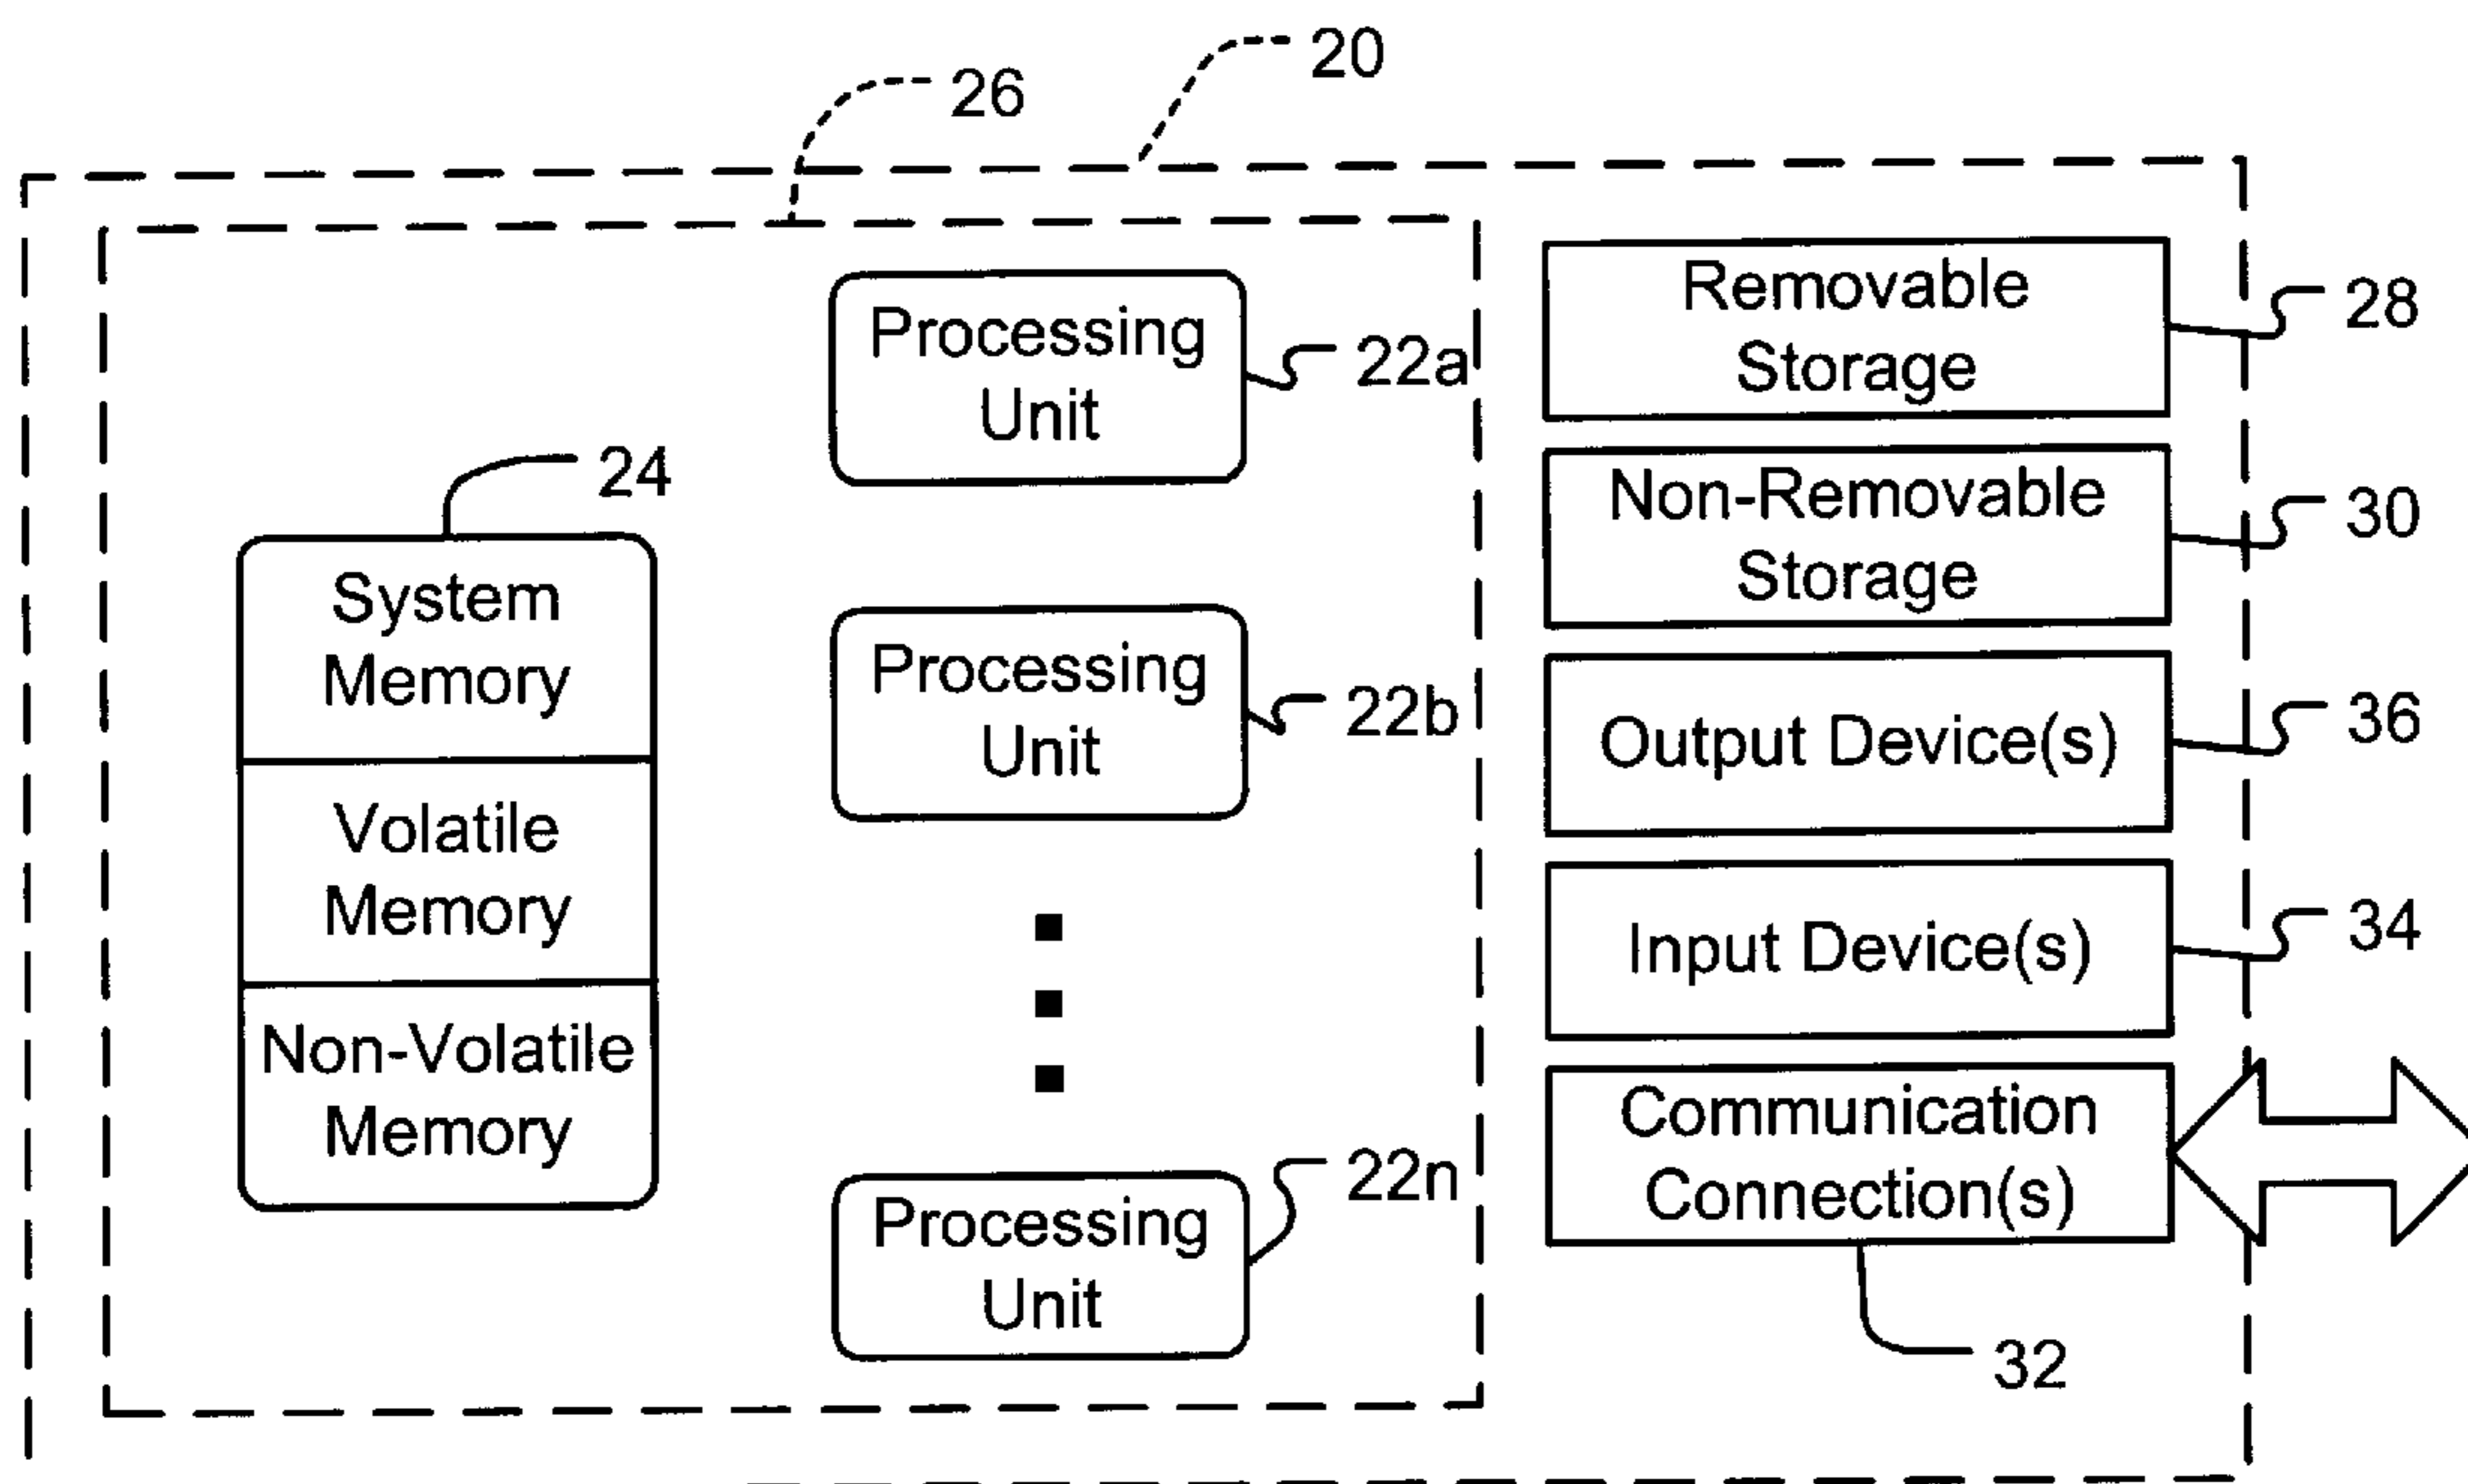 20
26
Processing
Unit
22a
Removable
Storage
28
24
System
Memory
Volatile
Memory
Non-Volatile
Memory
Non-Removable
Storage
30
Processing
Unit
22b
Output Device(s)
36
Input Device(s)
34
Processing
Unit
22n
Communication
Connection(s)
32